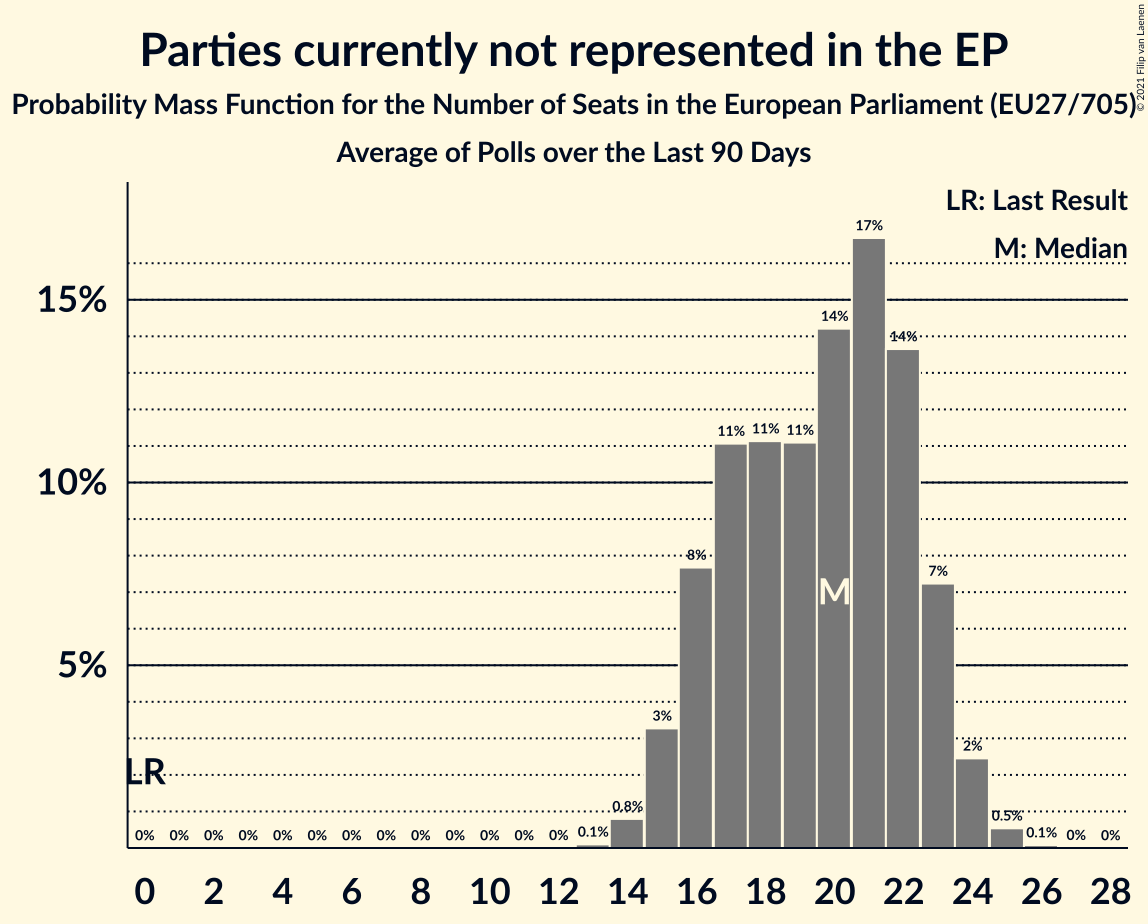 Parties currently not represented in the EP
Probability Mass Function for the Number of Seats in the European Parliament (EU27/705)
Average of Polls over the Last 90 Days
© 2021 Filip van Laenen
LR: Last Result
M: Median
15%
10%
5%
17%
14%
14%
11%
11%
11%
8%
7%
3%
2%
0.8%
0.5%
0.1%
0.1%
0% 0% 0% 0% 0% 0% 0% 0% 0% 0% 0% 0% 0% 0% 0%
M
LR
0 2 4 6 8 10 12 14 16 18 20 22 24 26 28